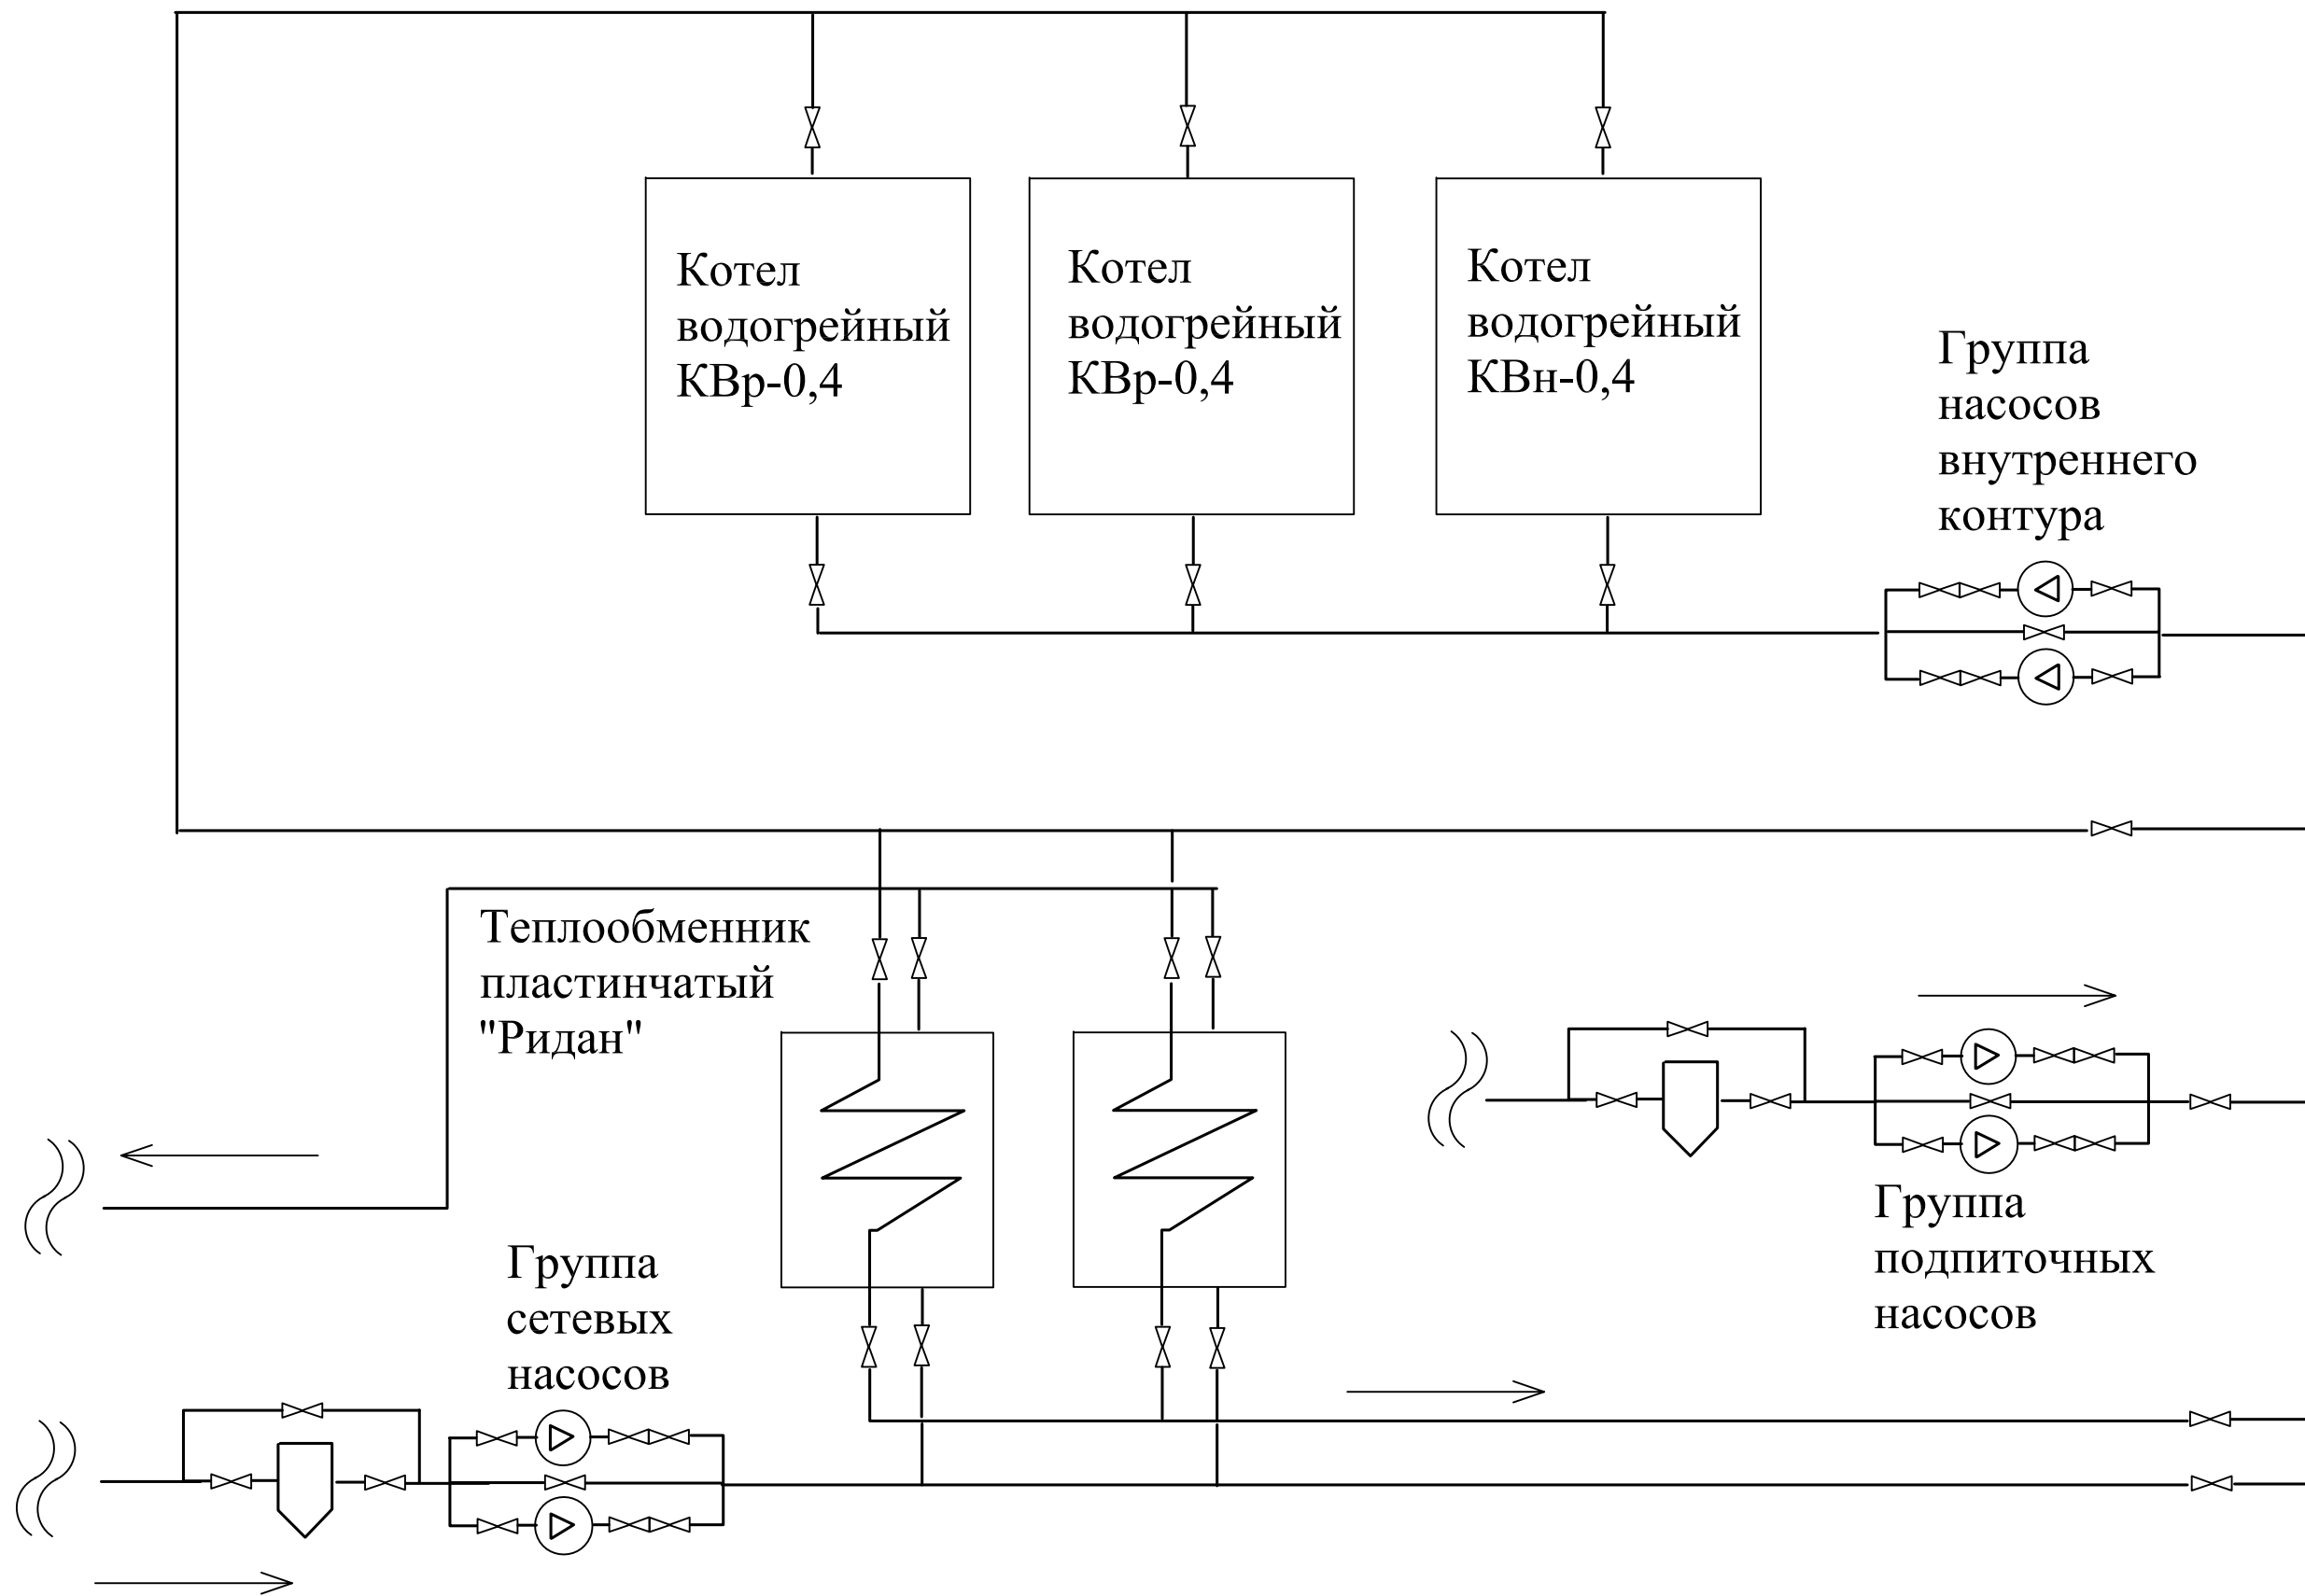 Котел
водогрейный
КВр-0,4
Котел
водогрейный
КВр-0,4
Котел
водогрейный
КВн-0,4
Группа
насосов
внутреннего
контура
Теплообменник
пластинчатый
"Ридан"
Группа
подпиточных
насосов
Группа
сетевых
насосов